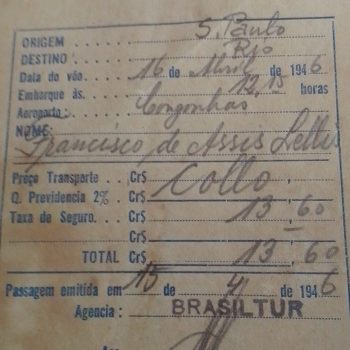 ORIGEM S. Paulo
DESTINO Rio
Data do vôo. 16 de Abril de 1946
Embarque às. 12,15 horas
Aeroporto: Congonhas
NOME:
Francisco de Assis Lellis
Preço Transporte . . Cr$ Collo ,
Q. Previdencia 2% . Cr$ 13 ,60
Taxa de Seguro. . . Cr$ ,
Cr$
TOTAL Cr$ 13 ,60
Passagem emitida em 15 de 4 de 1946
Agencia : BRASILTUR